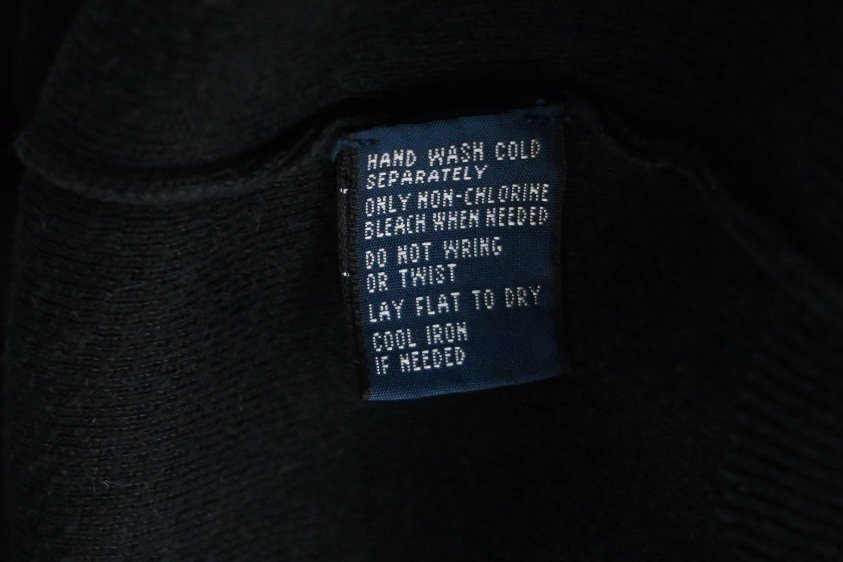 HAND WASH COLD
SEPARATELY
ONLY NON-CHLORINE
BLEACH WHEN NEEDED
DO NOT WRING
OR TWIST
LAY FLAT TO DRY
COOL IRON
IF NEEDED